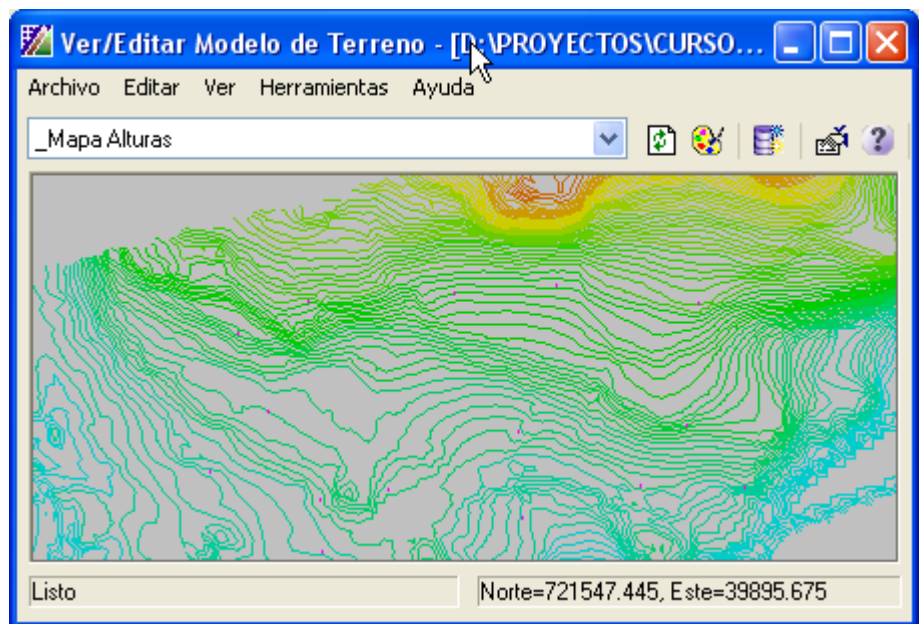 Ver/Editar Modelo de Terreno - [D:\PROYECTOS\CURSO...
Archivo Editar Ver Herramientas Ayuda
_Mapa Alturas
Listo
Norte=721547.445, Este=39895.675